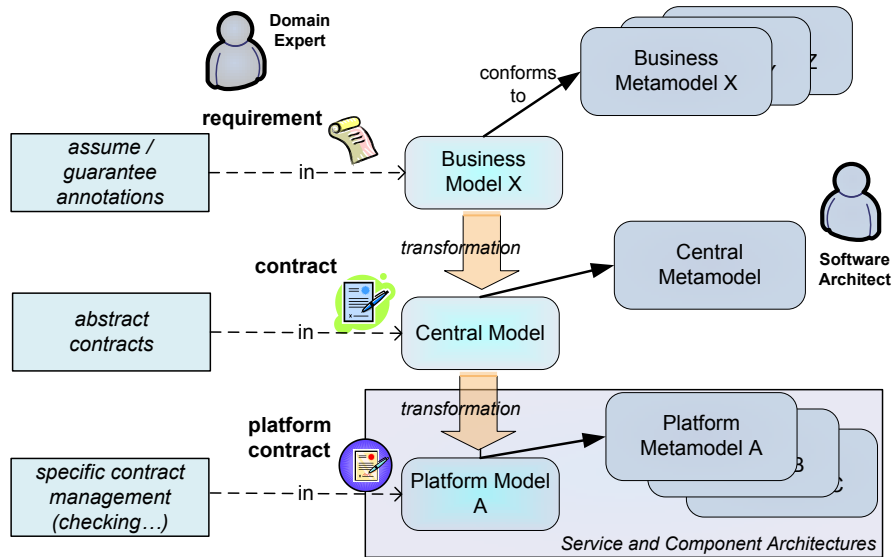 Domain
Expert
conforms
to
Business
Metamodel X
Z
requirement
assume /
guarantee
annotations
in
Business
Model X
transformation
Central
Metamodel
Software
Architect
contract
abstract
contracts
in
Central Model
transformation
platform
contract
Platform
Metamodel A
B
C
specific contract
management
(checking…)
in
Platform Model
A
Service and Component Architectures